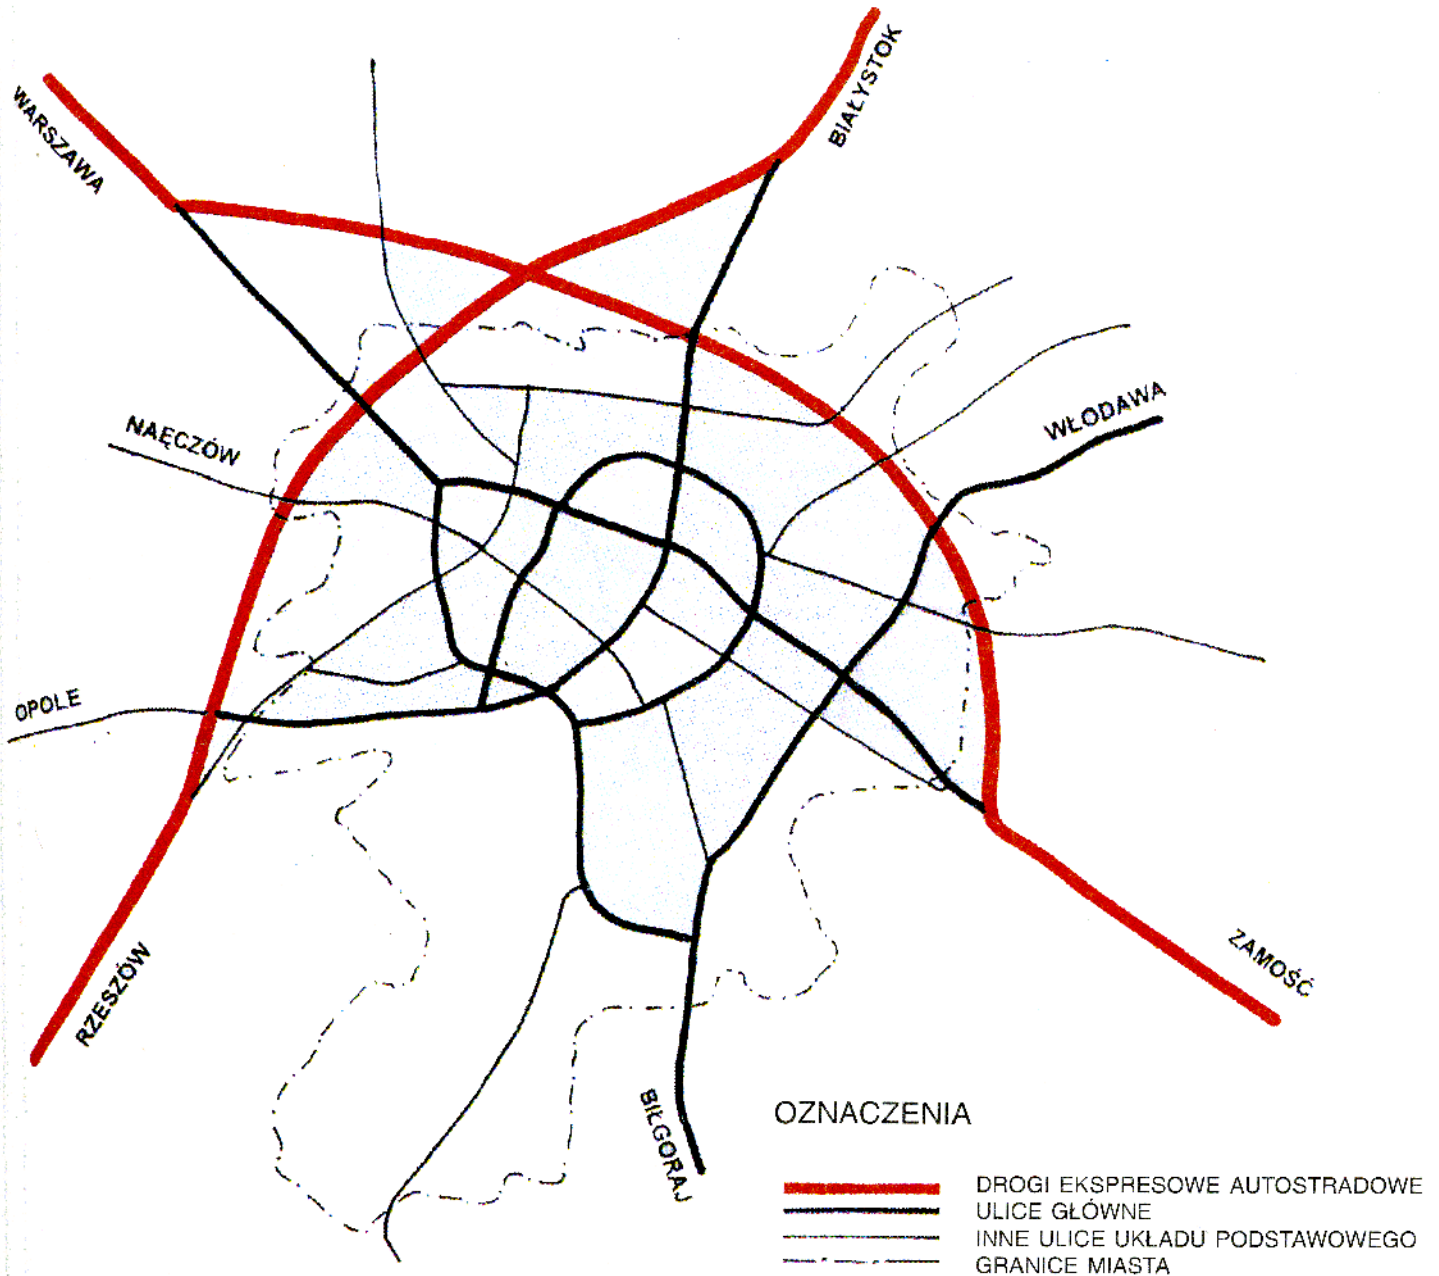 WARSZAWA
BIAŁYSTOK
NAĘCZÓW
WŁODAWA
OPOLE
RZESZÓW
ZAMOŚĆ
BIŁGORAJ
OZNACZENIA
DROGI EKSPRESOWE AUTOSTRADOWE
ULICE GŁÓWNE
INNE ULICE UKŁADU PODSTAWOWEGO
GRANICE MIASTA